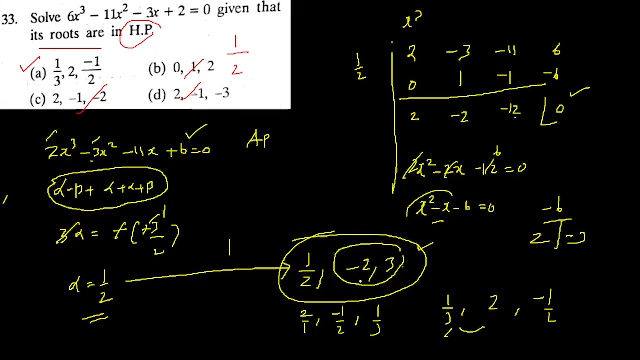 33. Solve 6x³ – 11x² – 3x + 2 = 0 given that
its roots are in H.P.
(a) 1/3, 2, -1/2 (b) 0, 1, 2
(c) 2, –1, –2 (d) 2, –1, –3
1/2
2x³ – 3x² – 11x + 6 = 0 AP
α – β + α + α + β
3α = +(+3/2)
α = 1/2
1/2, –2, 3
2/1, -1/2, 1/3
x³
1/2
2 –3 –11 6
0 1 –1 –6
2 –2 –12 0
2x² – 2x – 12 = 0
6
x² – x – 6 = 0
–6
2 –3
1/3, 2, -1/2